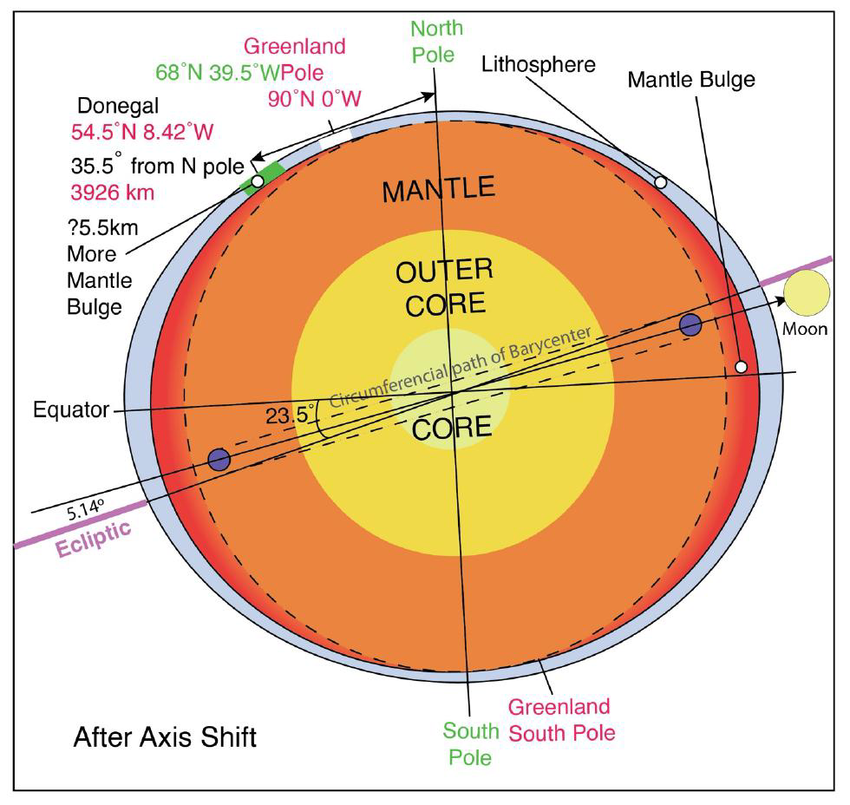 North
Pole
Greenland
68°N 39.5°W Pole
90°N 0°W
Lithosphere
Mantle Bulge
Donegal
54.5°N 8.42°W
35.5° from N pole
3926 km
?5.5km
More
Mantle
Bulge
MANTLE
OUTER
CORE
Circumferencial path of Barycenter
Moon
Equator
23.5°
CORE
5.14º
Ecliptic
Greenland
South Pole
South
Pole
After Axis Shift